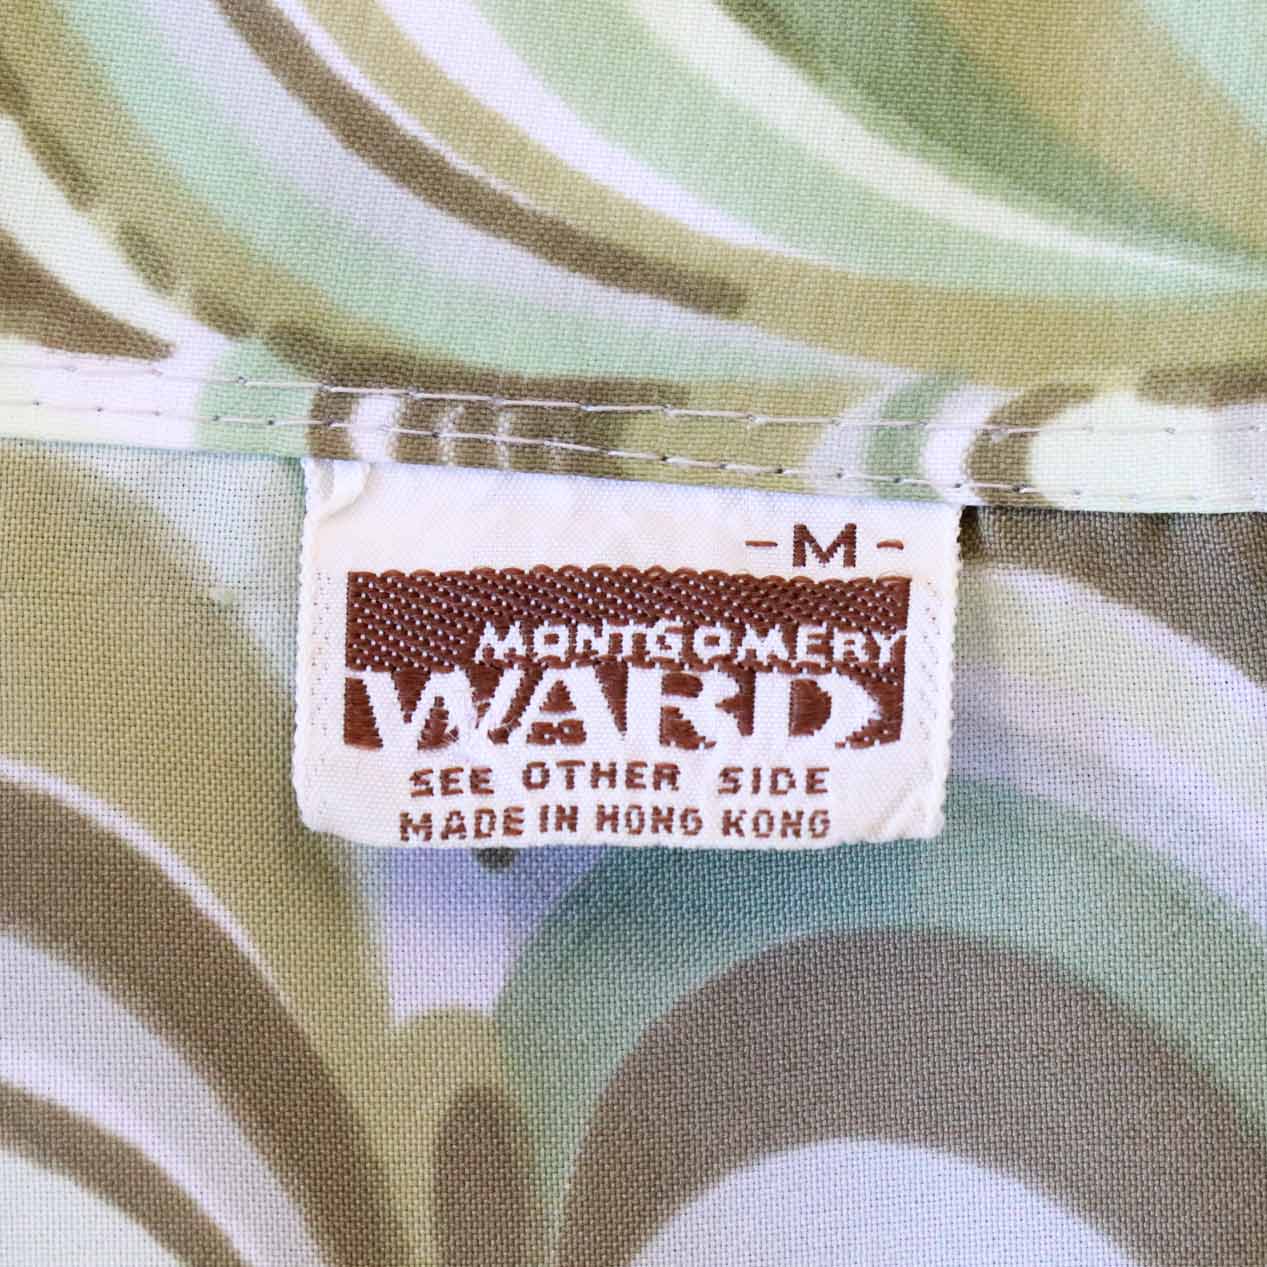 -M-
MONTGOMERY
WARD
SEE OTHER SIDE
MADE IN HONG KONG